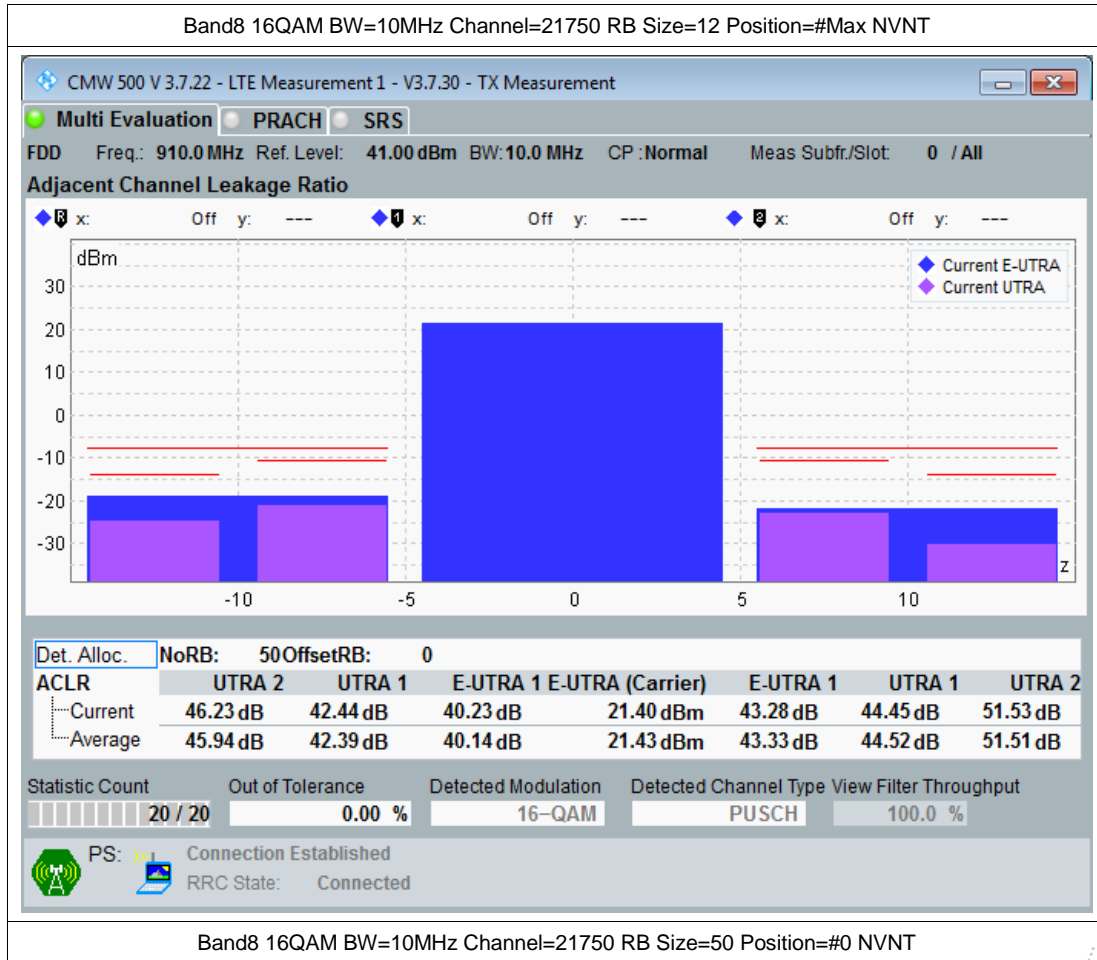 Band8 16QAM BW=10MHz Channel=21750 RB Size=12 Position=#Max NVNT
CMW 500 V 3.7.22 - LTE Measurement 1 - V3.7.30 - TX Measurement
Multi Evaluation PRACH SRS
FDD Freq.: 910.0 MHz Ref. Level: 41.00 dBm BW: 10.0 MHz CP : Normal Meas Subfr./Slot: 0 / All
Adjacent Channel Leakage Ratio
R x: Off y: --- 1 x: Off y: --- 2 x: Off y: ---
dBm
Current E-UTRA
Current UTRA
30
20
10
0
-10
-20
-30
z
-10 -5 0 5 10
Det. Alloc. NoRB: 50 OffsetRB: 0
ACLR UTRA 2 UTRA 1 E-UTRA 1 E-UTRA (Carrier) E-UTRA 1 UTRA 1 UTRA 2
Current 46.23 dB 42.44 dB 40.23 dB 21.40 dBm 43.28 dB 44.45 dB 51.53 dB
Average 45.94 dB 42.39 dB 40.14 dB 21.43 dBm 43.33 dB 44.52 dB 51.51 dB
Statistic Count Out of Tolerance Detected Modulation Detected Channel Type View Filter Throughput
20 / 20 0.00 % 16-QAM PUSCH 100.0 %
PS: Connection Established
RRC State: Connected
Band8 16QAM BW=10MHz Channel=21750 RB Size=50 Position=#0 NVNT